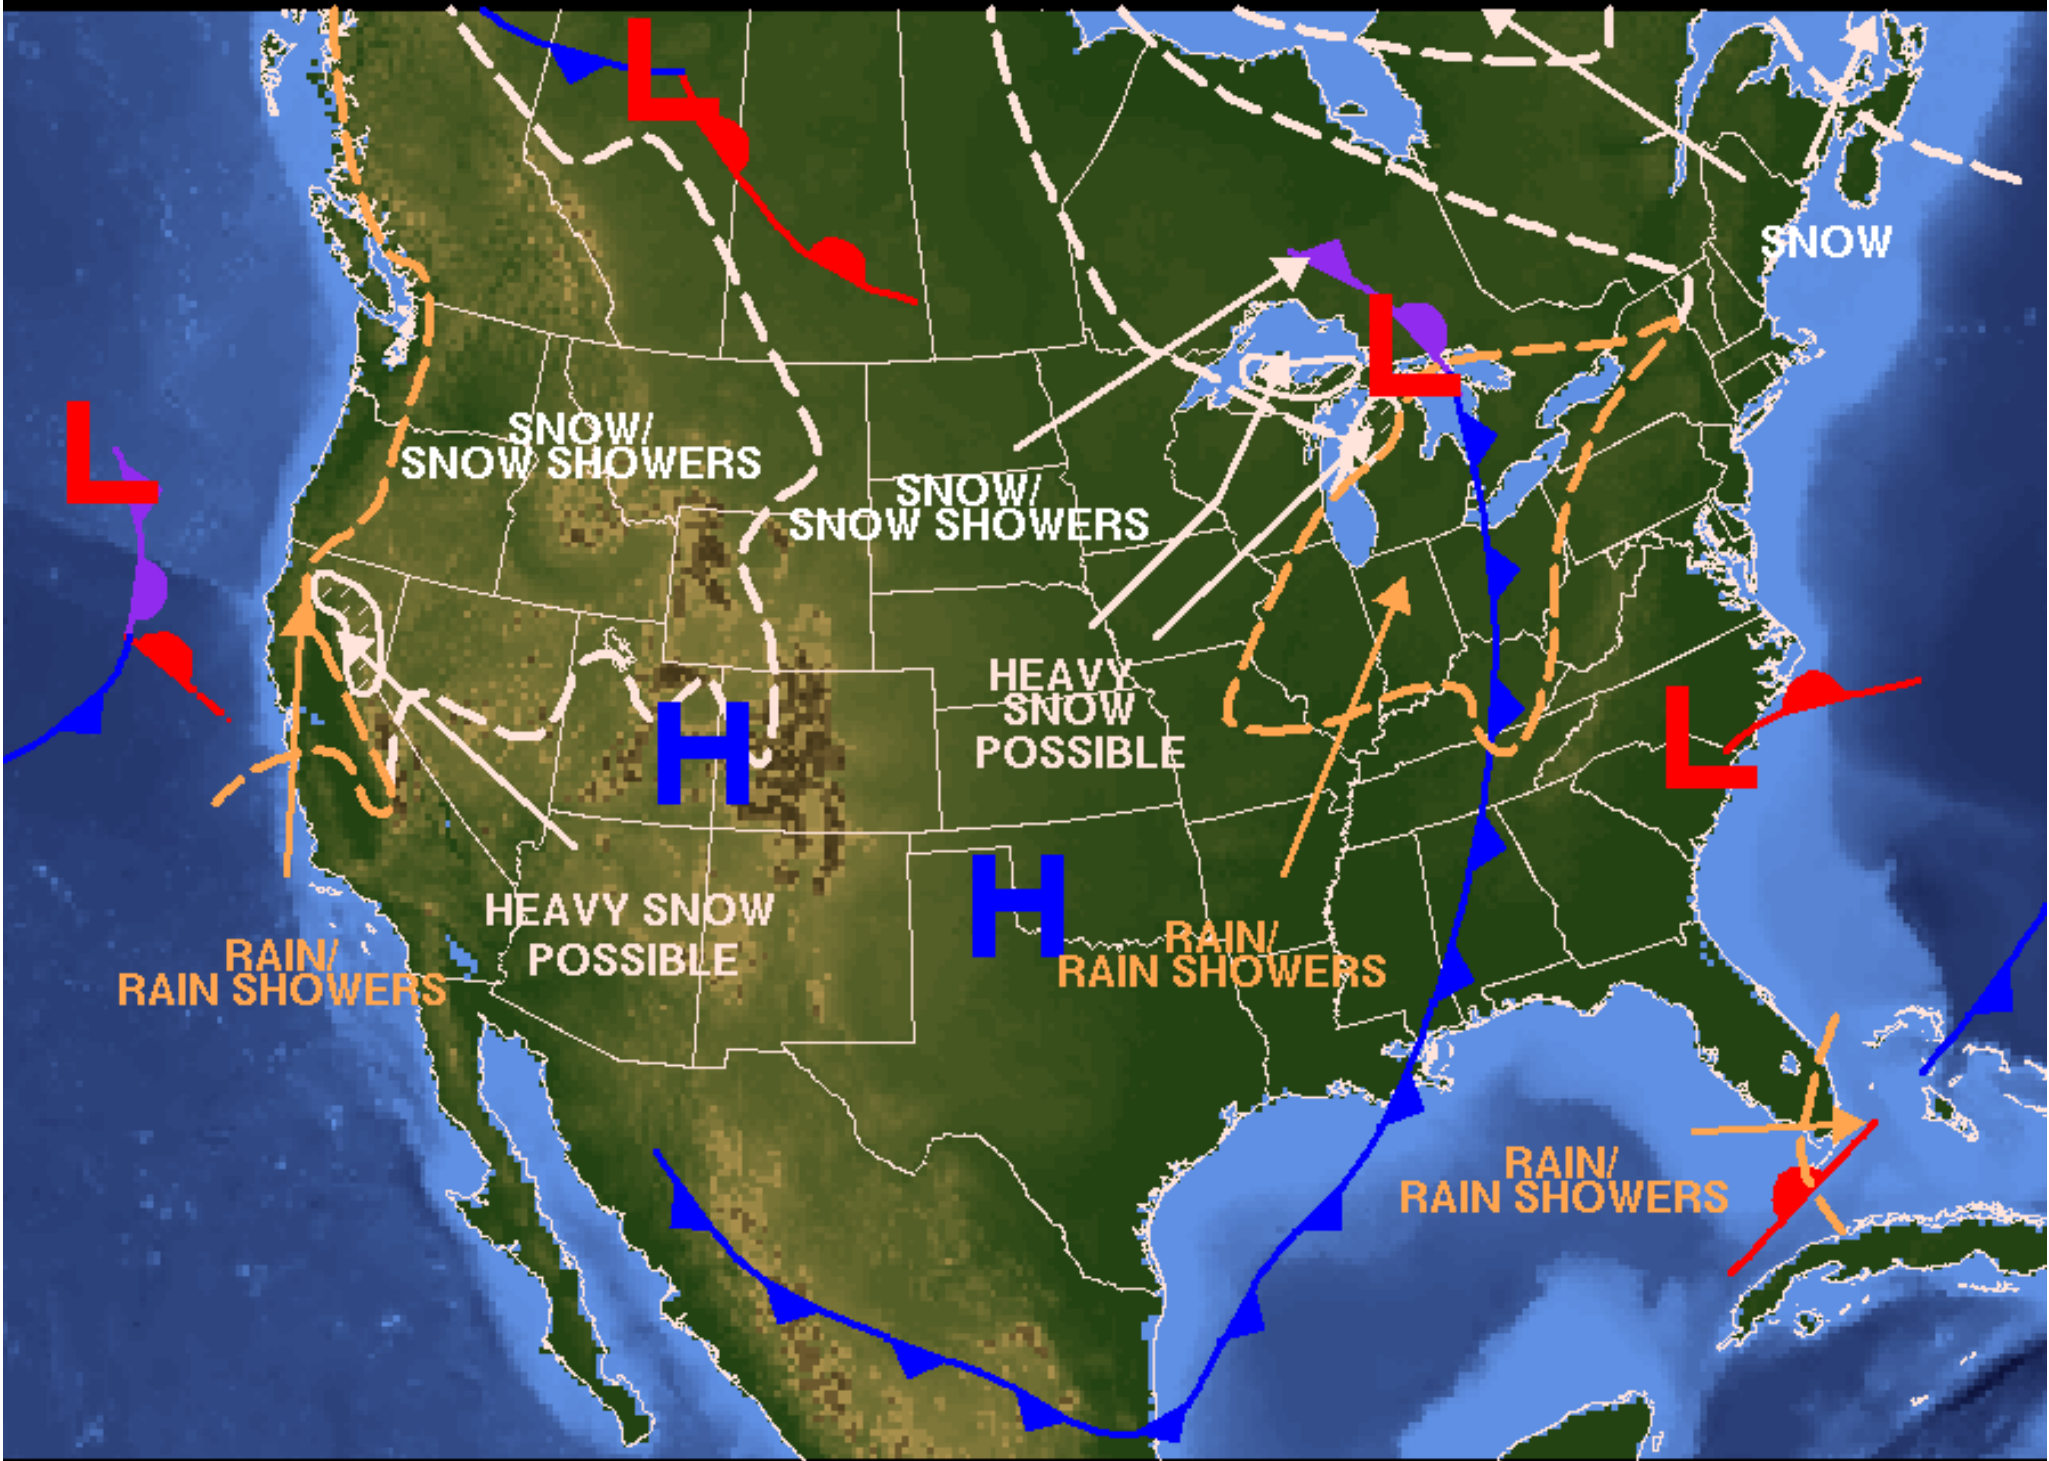 L
L
SNOW
L
SNOW/
SNOW SHOWERS
SNOW/
SNOW SHOWERS
HEAVY
SNOW
POSSIBLE
H
L
H
HEAVY SNOW
POSSIBLE
RAIN/
RAIN SHOWERS
RAIN/
RAIN SHOWERS
RAIN/
RAIN SHOWERS